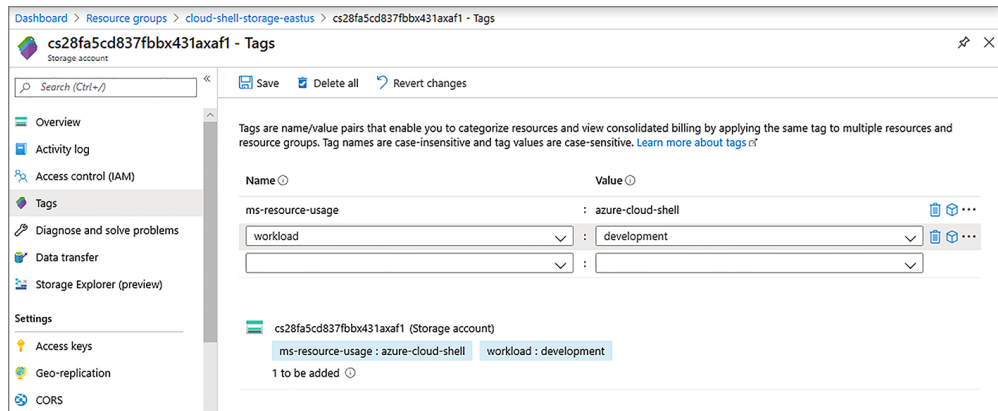 Dashboard > Resource groups > cloud-shell-storage-eastus > cs28fa5cd837fbbx431axaf1 - Tags
cs28fa5cd837fbbx431axaf1 - Tags
Storage account
Search (Ctrl+/)
«
Overview
Activity log
Access control (IAM)
Tags
Diagnose and solve problems
Data transfer
Storage Explorer (preview)
Settings
Access keys
Geo-replication
CORS
Save Delete all Revert changes
Tags are name/value pairs that enable you to categorize resources and view consolidated billing by applying the same tag to multiple resources and
resource groups. Tag names are case-insensitive and tag values are case-sensitive. Learn more about tags
Name Value
ms-resource-usage : azure-cloud-shell
workload : development
:
cs28fa5cd837fbbx431axaf1 (Storage account)
ms-resource-usage : azure-cloud-shell workload : development
1 to be added